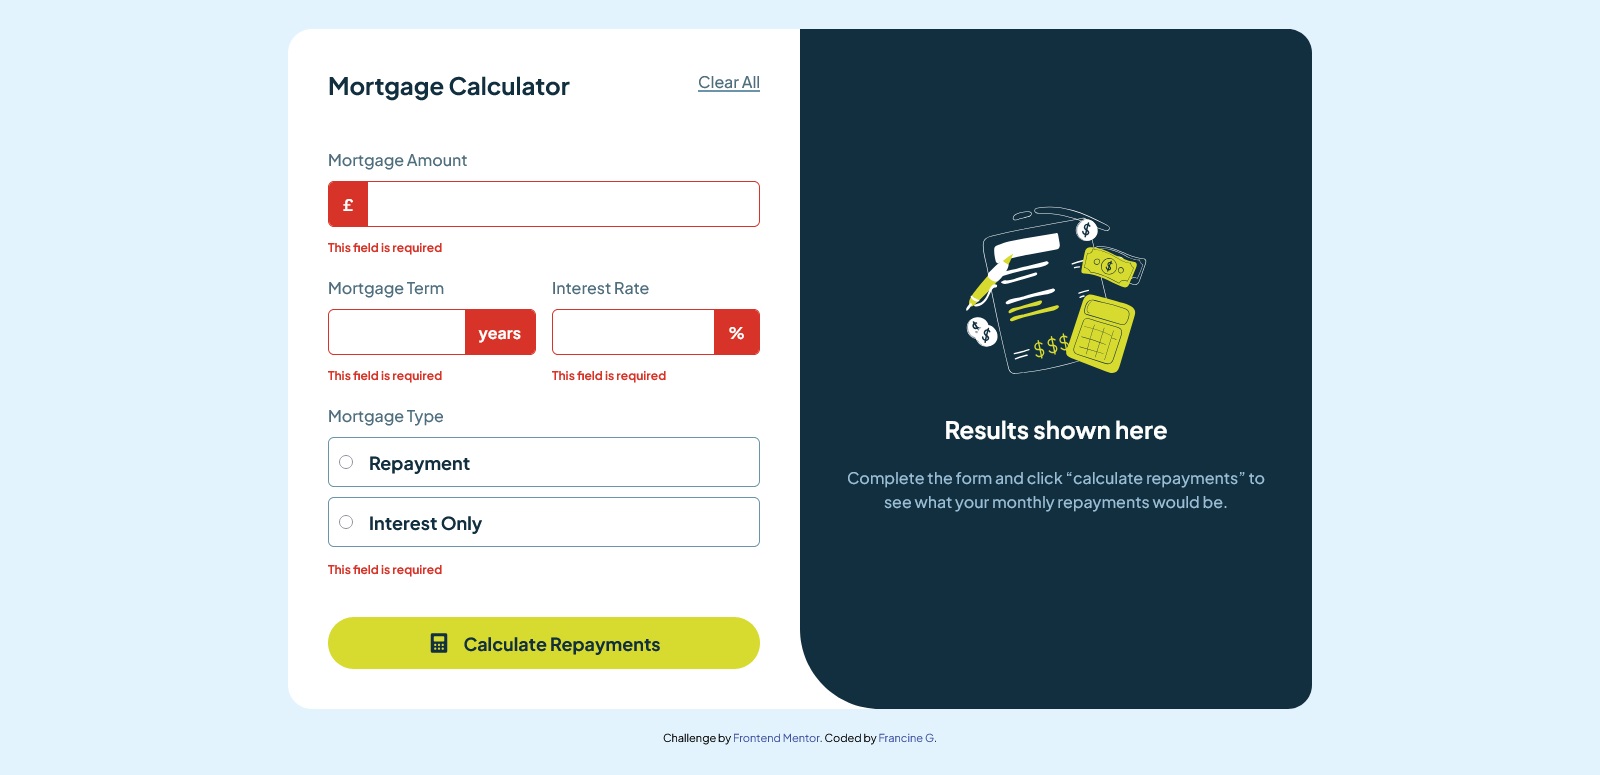 Mortgage Calculator
Clear All
Mortgage Amount
£
This field is required
Mortgage Term
Interest Rate
years
%
This field is required
This field is required
Mortgage Type
Repayment
Interest Only
This field is required
Calculate Repayments
$
$
$
$
$$$
Results shown here
Complete the form and click “calculate repayments” to
see what your monthly repayments would be.
Challenge by Frontend Mentor. Coded by Francine G.